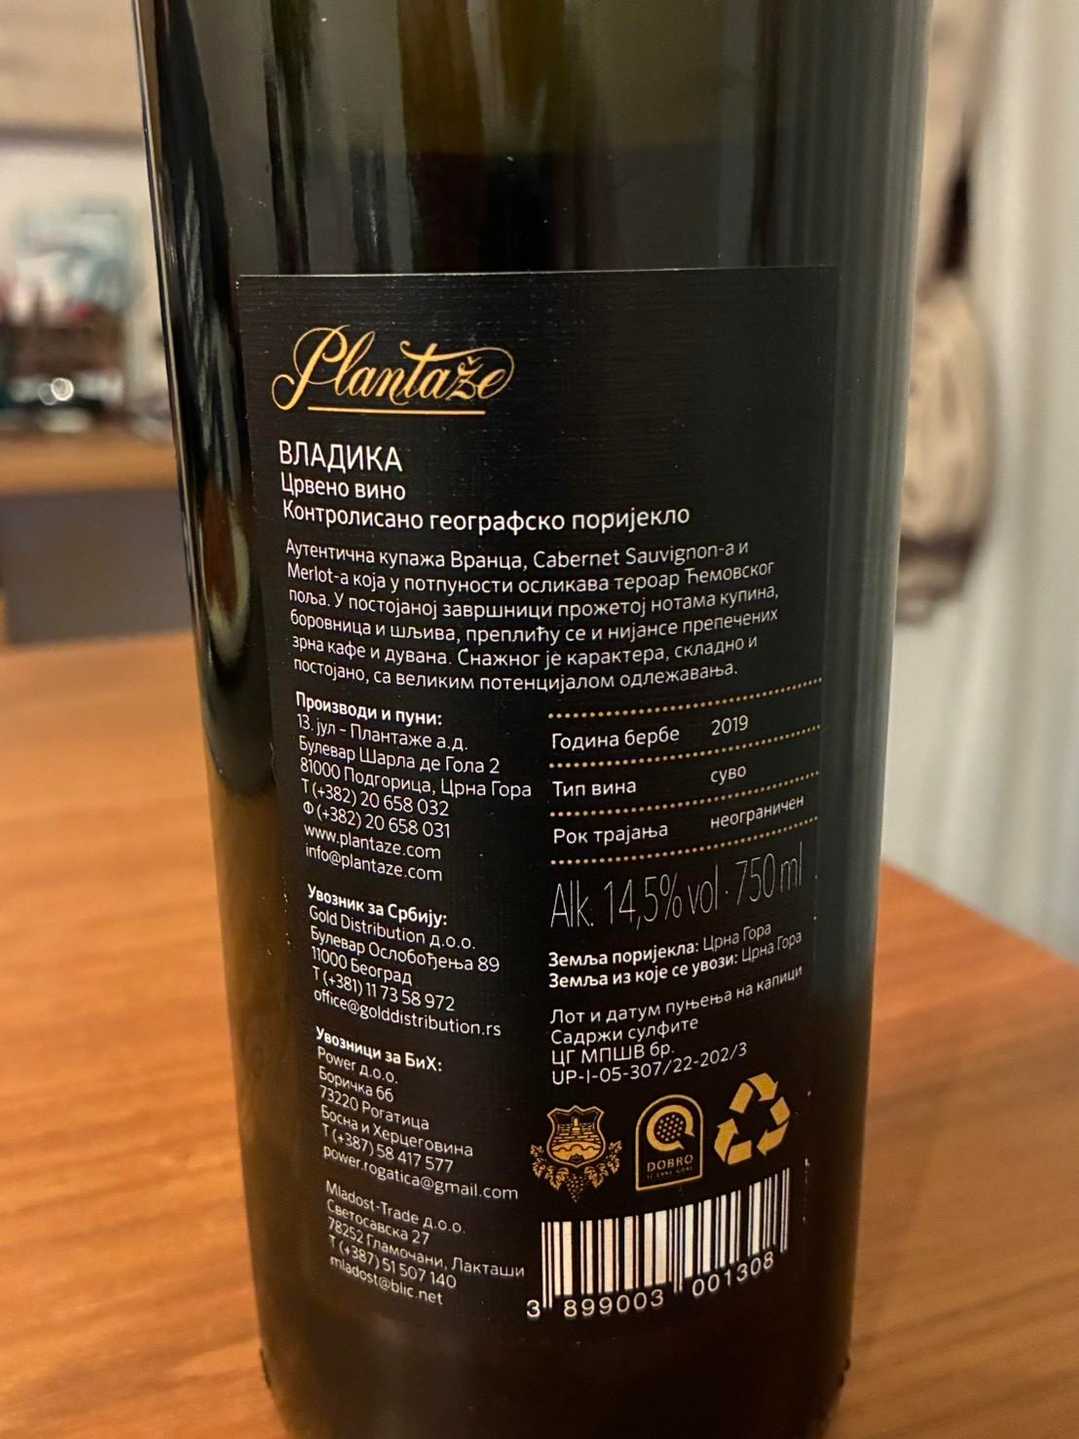 Plantaže
ВЛАДИКА
Црвено вино
Контролисано географско поријекло
Аутентична купажа Вранца, Cabernet Sauvignon-a и
Merlot-a која у потпуности осликава тероар Ћемовског
поља. У постојаној завршници прожетој нотама купина,
боровница и шљива, преплићу се и нијансе препечених
зрна кафе и дувана. Снажног је карактера, складно и
постојано, са великим потенцијалом одлежавања.
Производи и пуни:
13. јул - Плантаже а.д.
Булевар Шарла де Гола 2
81000 Подгорица, Црна Гора
Т (+382) 20 658 032
Ф (+382) 20 658 031
www.plantaze.com
info@plantaze.com
Увозник за Србију:
Gold Distribution д.о.о.
Булевар Ослобођења 89
11000 Београд
Т (+381) 11 73 58 972
office@golddistribution.rs
Увозници за БиХ:
Power д.о.о.
Боричка бб
73220 Рогатица
Босна и Херцеговина
Т (+387) 58 417 577
power.rogatica@gmail.com
Mladost-Trade д.о.о.
Светосавска 27
78252 Гламочани, Лакташи
Т (+387) 51 507 140
mladost@blic.net
Година бербе 2019
Тип вина суво
Рок трајања неограничен
Alk. 14,5% vol · 750 ml
Земља поријекла: Црна Гора
Земља из које се увози: Црна Гора
Лот и датум пуњења на капици
Садржи сулфите
ЦГ МПШВ бр.
UP-I-05-307/22-202/3
DOBRO
IZ CRNE GORE
3 899003 001308